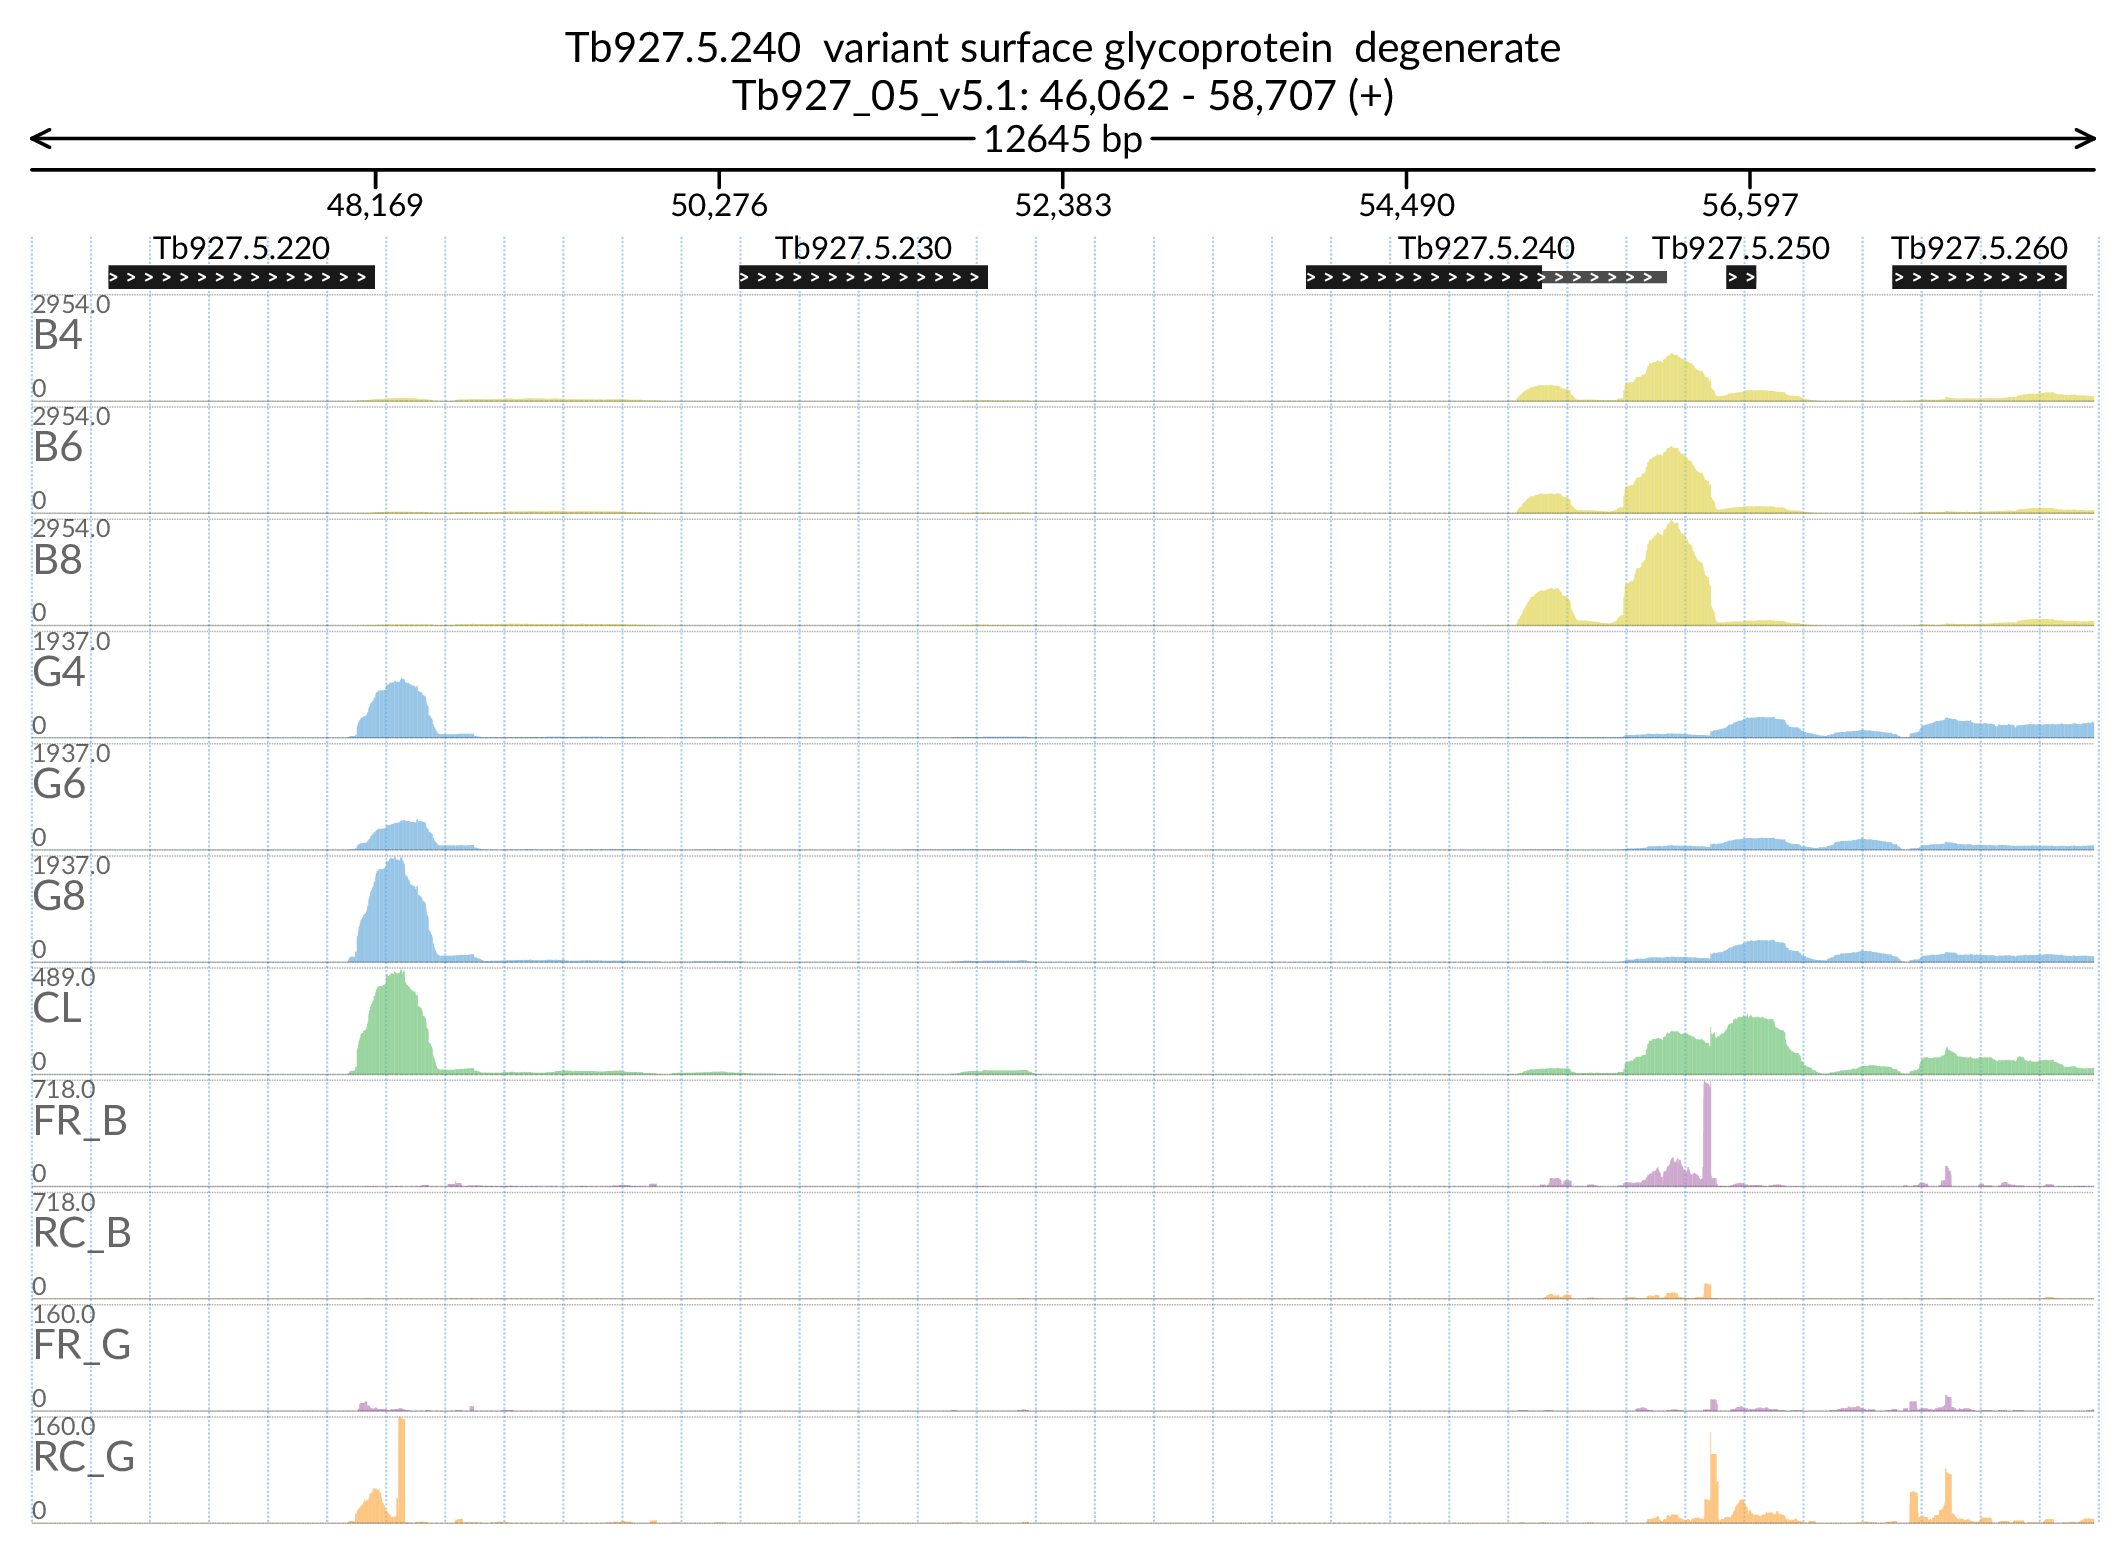 Tb927.5.240  variant surface glycoprotein  degenerate
Tb927_05_v5.1: 46,062 - 58,707 (+)
12645 bp
48,169 50,276 52,383 54,490 56,597
Tb927.5.220 Tb927.5.230 Tb927.5.240 Tb927.5.250 Tb927.5.260
2954.0
B4
0
2954.0
B6
0
2954.0
B8
0
1937.0
G4
0
1937.0
G6
0
1937.0
G8
0
489.0
CL
0
718.0
FR_B
0
718.0
RC_B
0
160.0
FR_G
0
160.0
RC_G
0